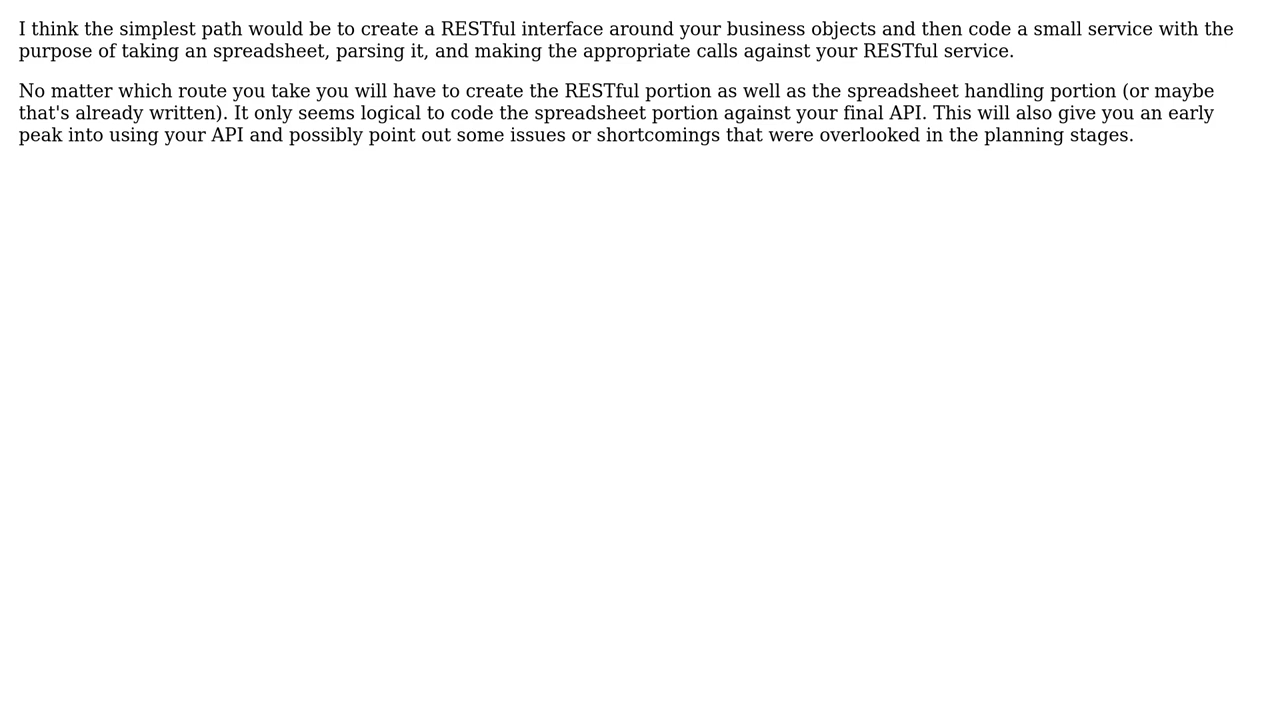 I think the simplest path would be to create a RESTful interface around your business objects and then code a small service with the
purpose of taking an spreadsheet, parsing it, and making the appropriate calls against your RESTful service.
No matter which route you take you will have to create the RESTful portion as well as the spreadsheet handling portion (or maybe
that's already written). It only seems logical to code the spreadsheet portion against your final API. This will also give you an early
peak into using your API and possibly point out some issues or shortcomings that were overlooked in the planning stages.